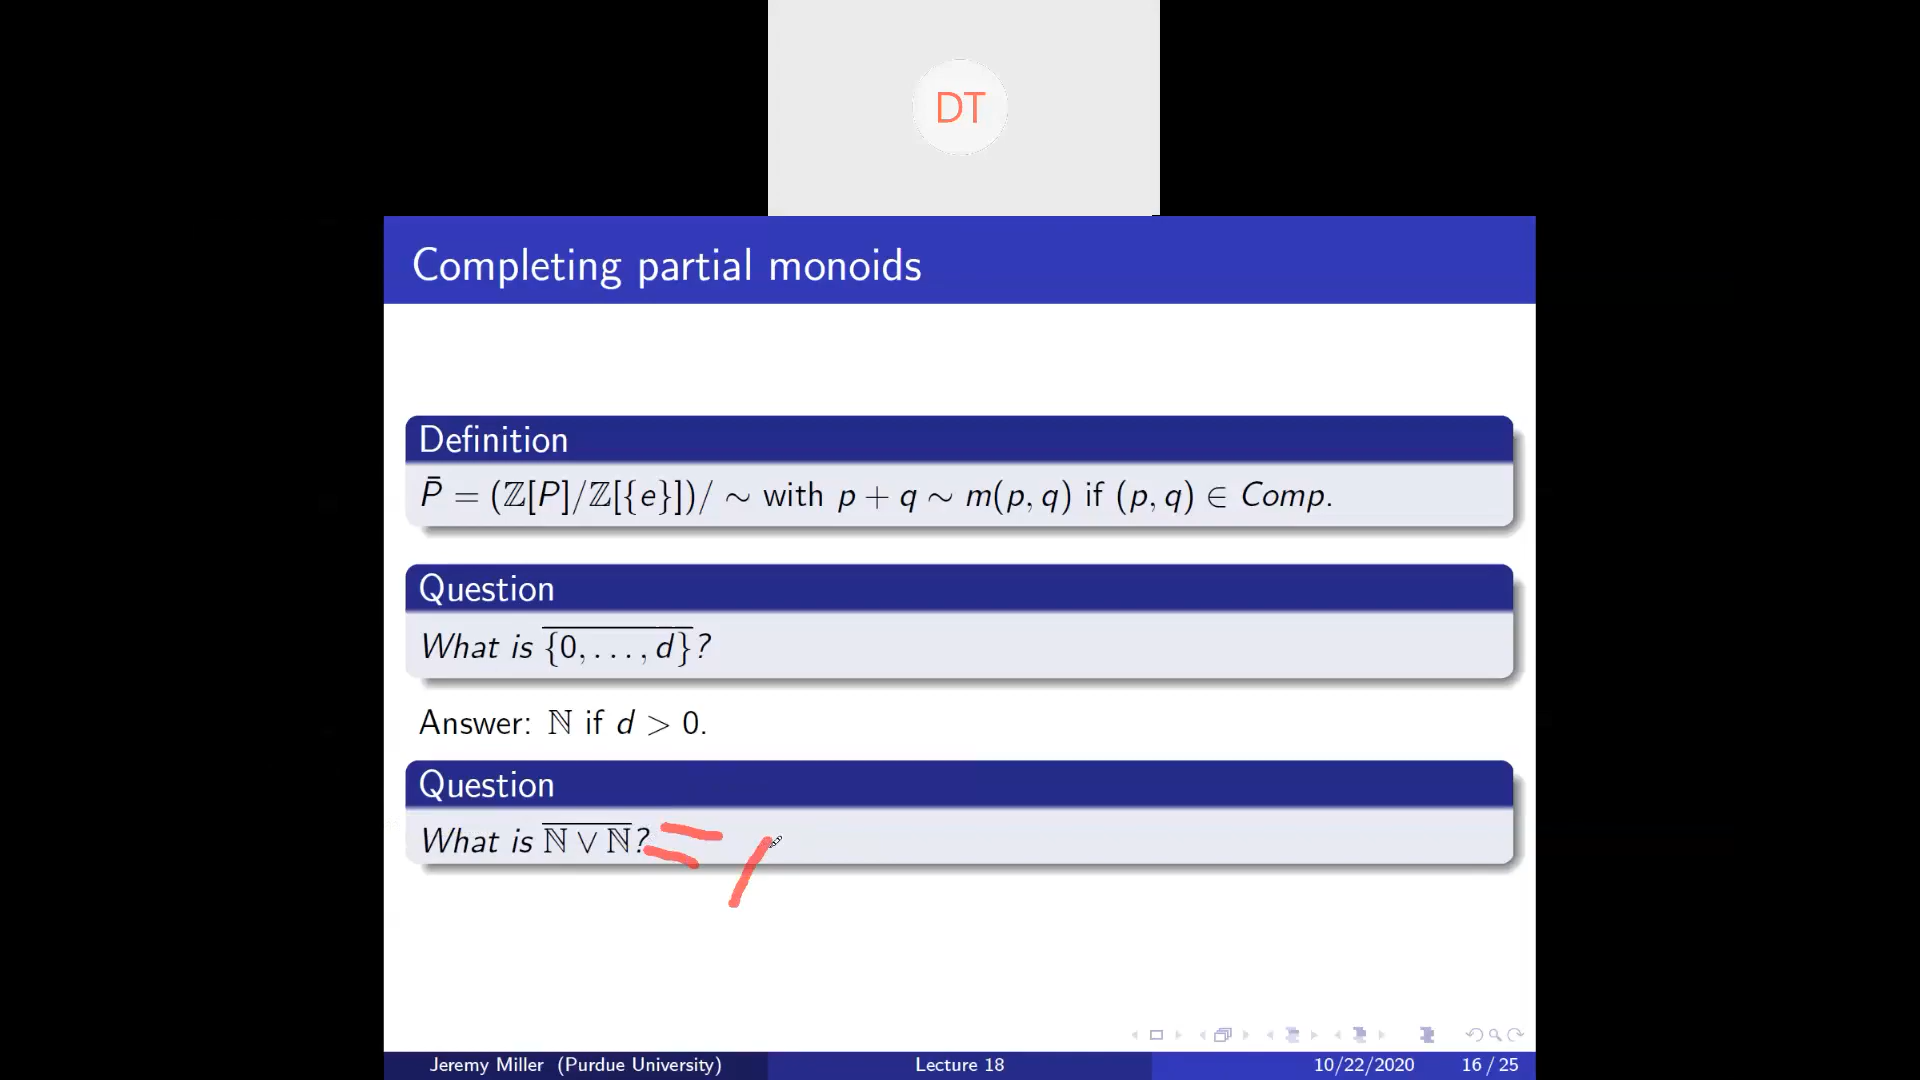 DT
Completing partial monoids
Definition
P̄ = (ℤ[P]/ℤ[{e}])/ ∼ with p + q ∼ m(p, q) if (p, q) ∈ Comp.
Question
What is \overline{{0, . . . , d}}?
Answer: ℕ if d > 0.
Question
What is \overline{ℕ ∨ ℕ}? =
Jeremy Miller (Purdue University) Lecture 18 10/22/2020 16 / 25